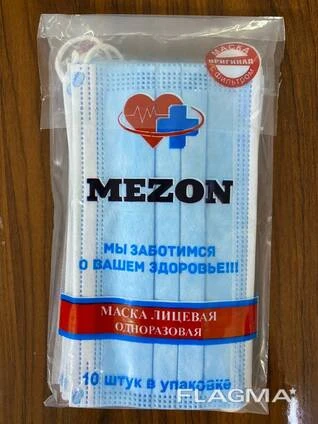 МАСКА
ОРИГИНАЛ
С ФИЛЬТРОМ
MEZON
МЫ ЗАБОТИМСЯ
О ВАШЕМ ЗДОРОВЬЕ!!!
МАСКА ЛИЦЕВАЯ
ОДНОРАЗОВАЯ
10 штук в упаковке
FLAGMA